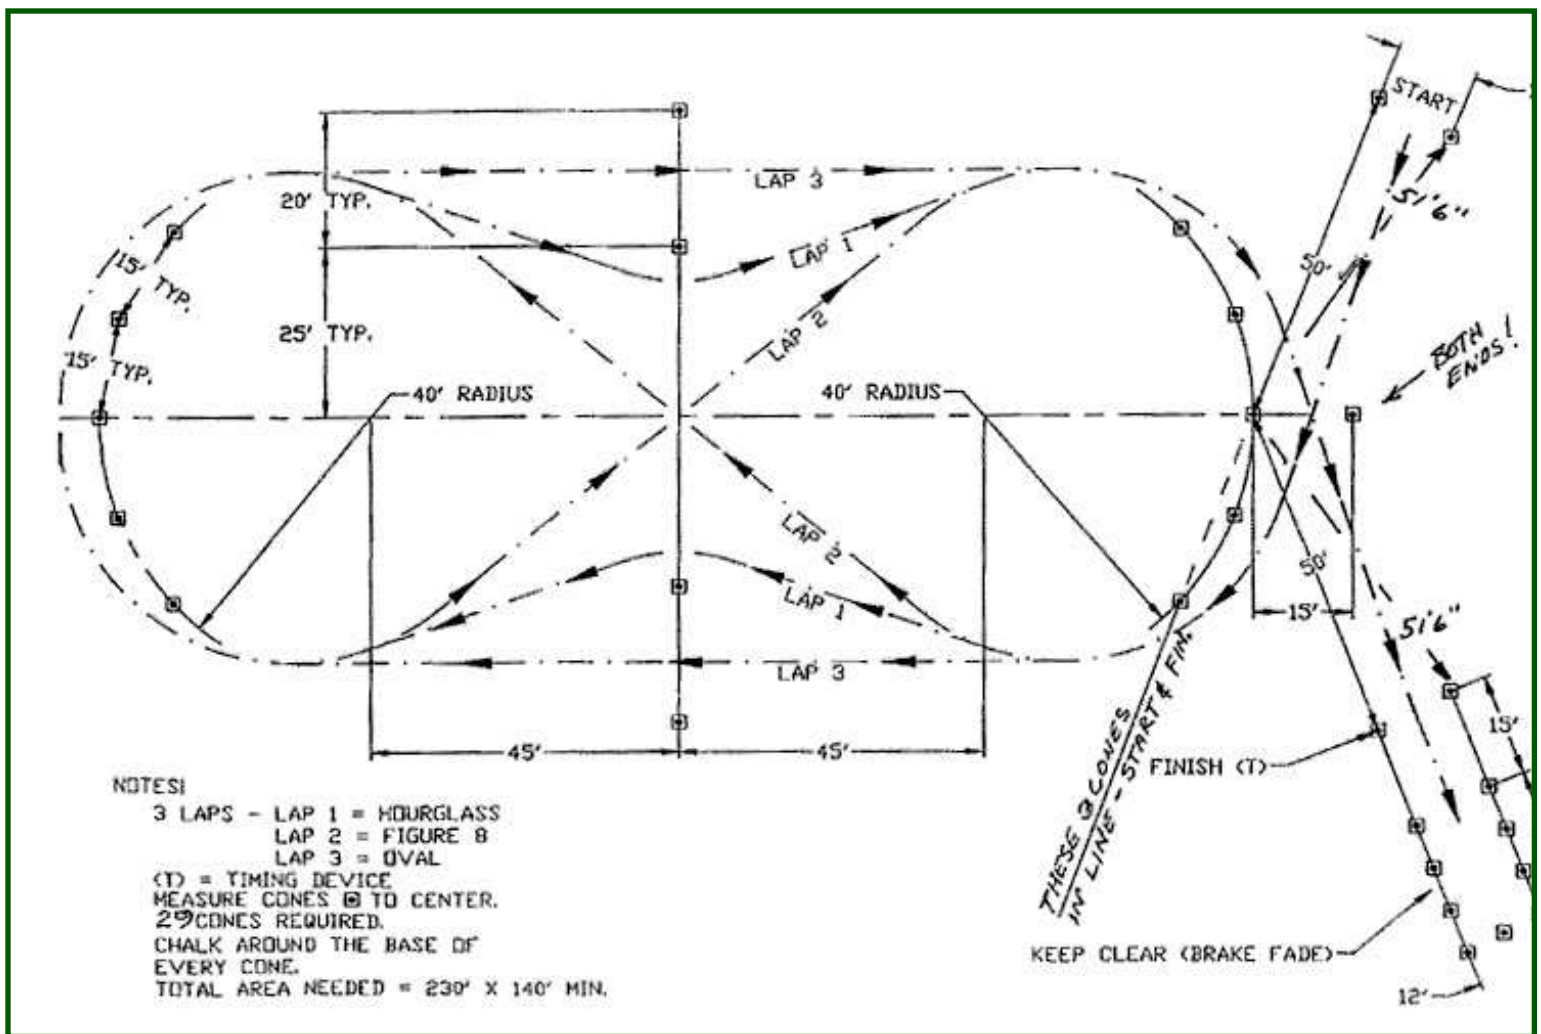 START
51'6"
LAP 3
20' TYP.
LAP 1
50'
15'
TYP.
LAP 2
25' TYP.
BOTH
ENDS!
15' TYP.
40' RADIUS
40' RADIUS
LAP 2
50'
LAP 1
15'
51'6"
LAP 3
THESE 3 CONES
IN LINE - START & FIN.
45'
45'
15'
FINISH (T)
NOTES:
3 LAPS - LAP 1 = HOURGLASS
LAP 2 = FIGURE 8
LAP 3 = OVAL
(T) = TIMING DEVICE
MEASURE CONES TO CENTER.
29 CONES REQUIRED.
CHALK AROUND THE BASE OF
EVERY CONE.
TOTAL AREA NEEDED = 230' X 140' MIN.
KEEP CLEAR (BRAKE FADE)
12'